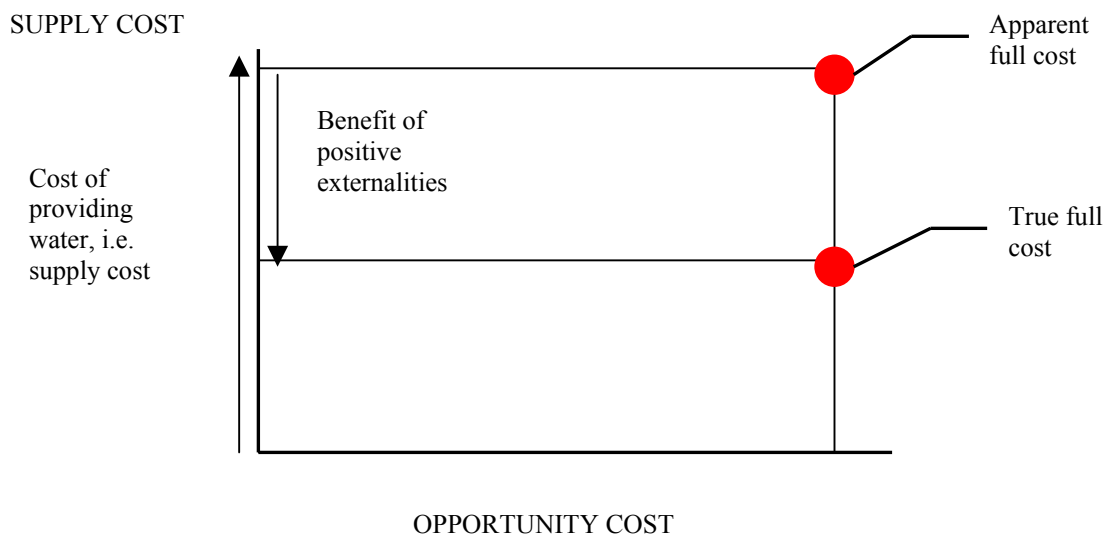 SUPPLY COST
Apparent
full cost
Benefit of
positive
externalities
Cost of
providing
water, i.e.
supply cost
True full
cost
OPPORTUNITY COST